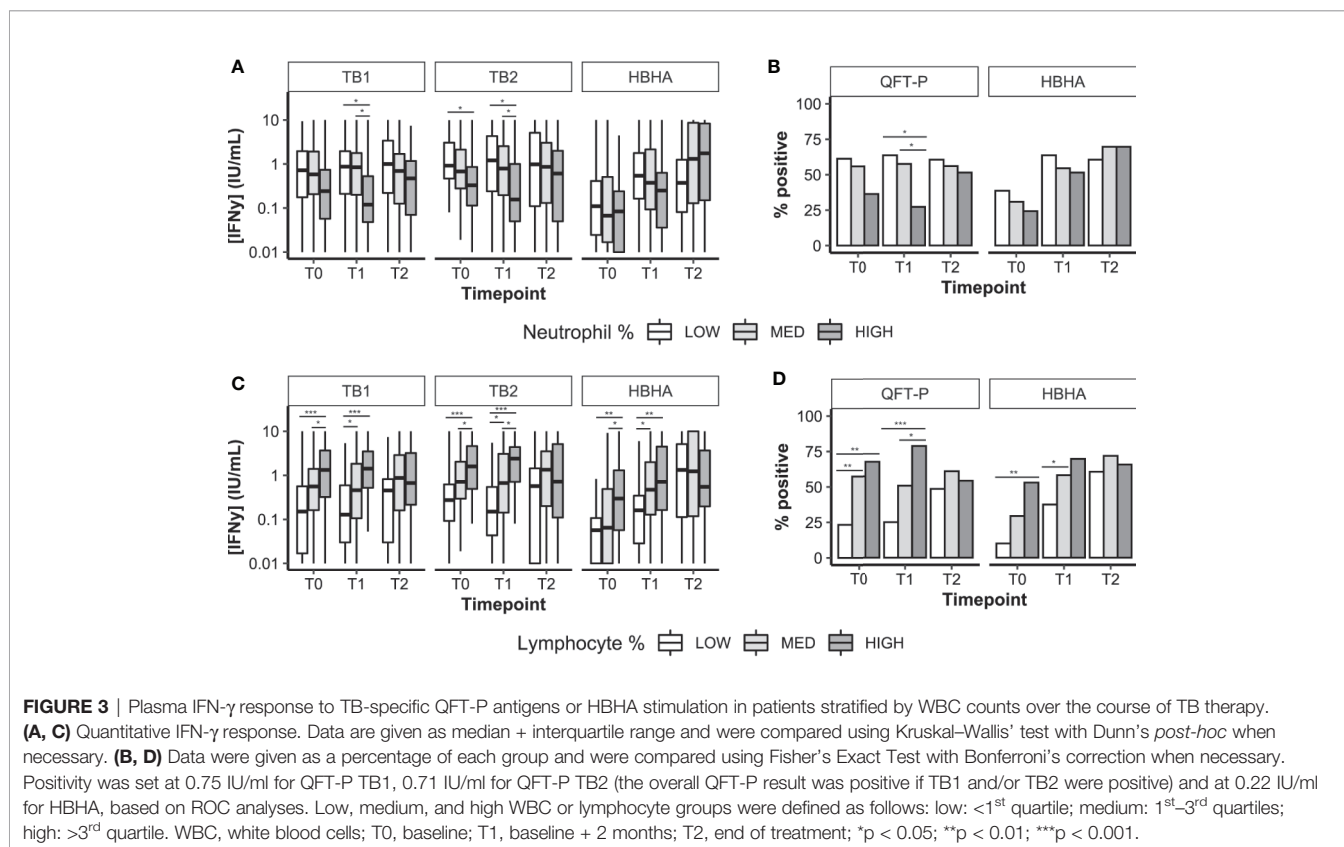 A
B
TB1
TB2
HBHA
QFT-P
HBHA
[IFNy] (IU/mL)
10
1
0.1
0.01
* *
* * *
T0 T1 T2
T0 T1 T2
T0 T1 T2
Timepoint
% positive
100
75
50
25
0
*
*
T0 T1 T2
T0 T1 T2
Timepoint
Neutrophil % LOW MED HIGH
C
D
TB1
TB2
HBHA
QFT-P
HBHA
[IFNy] (IU/mL)
10
1
0.1
0.01
*** ***
* *
*** ***
* * *
** **
* *
T0 T1 T2
T0 T1 T2
T0 T1 T2
Timepoint
% positive
100
75
50
25
0
** ***
** *
** *
T0 T1 T2
T0 T1 T2
Timepoint
Lymphocyte % LOW MED HIGH
FIGURE 3 | Plasma IFN-γ response to TB-specific QFT-P antigens or HBHA stimulation in patients stratified by WBC counts over the course of TB therapy.
(A, C) Quantitative IFN-γ response. Data are given as median + interquartile range and were compared using Kruskal–Wallis' test with Dunn's post-hoc when
necessary. (B, D) Data were given as a percentage of each group and were compared using Fisher's Exact Test with Bonferroni's correction when necessary.
Positivity was set at 0.75 IU/ml for QFT-P TB1, 0.71 IU/ml for QFT-P TB2 (the overall QFT-P result was positive if TB1 and/or TB2 were positive) and at 0.22 IU/ml
for HBHA, based on ROC analyses. Low, medium, and high WBC or lymphocyte groups were defined as follows: low: <1st quartile; medium: 1st–3rd quartiles;
high: >3rd quartile. WBC, white blood cells; T0, baseline; T1, baseline + 2 months; T2, end of treatment; *p < 0.05; **p < 0.01; ***p < 0.001.